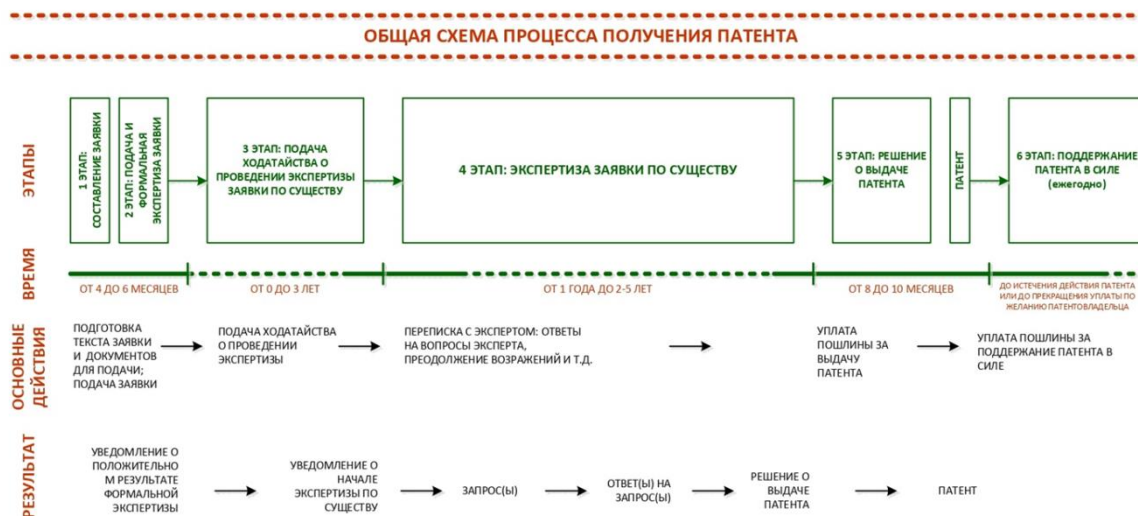 ОБЩАЯ СХЕМА ПРОЦЕССА ПОЛУЧЕНИЯ ПАТЕНТА
ЭТАПЫ
1 ЭТАП:
СОСТАВЛЕНИЕ ЗАЯВКИ
2 ЭТАП: ПОДАЧА И
ФОРМАЛЬНАЯ
ЭКСПЕРТИЗА ЗАЯВКИ
3 ЭТАП: ПОДАЧА
ХОДАТАЙСТВА О
ПРОВЕДЕНИИ ЭКСПЕРТИЗЫ
ЗАЯВКИ ПО СУЩЕСТВУ
4 ЭТАП: ЭКСПЕРТИЗА ЗАЯВКИ ПО СУЩЕСТВУ
5 ЭТАП: РЕШЕНИЕ
О ВЫДАЧЕ
ПАТЕНТА
ПАТЕНТ
6 ЭТАП: ПОДДЕРЖАНИЕ
ПАТЕНТА В СИЛЕ
(ежегодно)
ВРЕМЯ
ОТ 4 ДО 6 МЕСЯЦЕВ
ОТ 0 ДО 3 ЛЕТ
ОТ 1 ГОДА ДО 2-5 ЛЕТ
ОТ 8 ДО 10 МЕСЯЦЕВ
ДО ИСТЕЧЕНИЯ ДЕЙСТВИЯ ПАТЕНТА
ИЛИ ДО ПРЕКРАЩЕНИЯ УПЛАТЫ ПО
ЖЕЛАНИЮ ПАТЕНТОВЛАДЕЛЬЦА
ОСНОВНЫЕ
ДЕЙСТВИЯ
ПОДГОТОВКА
ТЕКСТА ЗАЯВКИ
И ДОКУМЕНТОВ
ДЛЯ ПОДАЧИ;
ПОДАЧА ЗАЯВКИ
ПОДАЧА ХОДАТАЙСТВА
О ПРОВЕДЕНИИ
ЭКСПЕРТИЗЫ
ПЕРЕПИСКА С ЭКСПЕРТОМ: ОТВЕТЫ
НА ВОПРОСЫ ЭКСПЕРТА,
ПРЕОДОЛЕНИЕ ВОЗРАЖЕНИЙ И Т.Д.
УПЛАТА
ПОШЛИНЫ ЗА
ВЫДАЧУ
ПАТЕНТА
УПЛАТА ПОШЛИНЫ ЗА
ПОДДЕРЖАНИЕ ПАТЕНТА В
СИЛЕ
РЕЗУЛЬТАТ
УВЕДОМЛЕНИЕ О
ПОЛОЖИТЕЛЬНО
М РЕЗУЛЬТАТЕ
ФОРМАЛЬНОЙ
ЭКСПЕРТИЗЫ
УВЕДОМЛЕНИЕ О
НАЧАЛЕ
ЭКСПЕРТИЗЫ ПО
СУЩЕСТВУ
ЗАПРОС(Ы)
ОТВЕТ(Ы) НА
ЗАПРОС(Ы)
РЕШЕНИЕ О
ВЫДАЧЕ
ПАТЕНТА
ПАТЕНТ